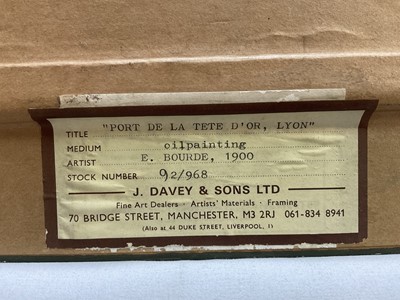 TITLE "PORT DE LA TETE D'OR, LYON"
MEDIUM oilpainting
ARTIST E. BOURDE, 1900
STOCK NUMBER 92/968
J. DAVEY & SONS LTD
Fine Art Dealers · Artists' Materials · Framing
70 BRIDGE STREET, MANCHESTER, M3 2RJ 061-834 8941
(Also at 44 DUKE STREET, LIVERPOOL, 1)